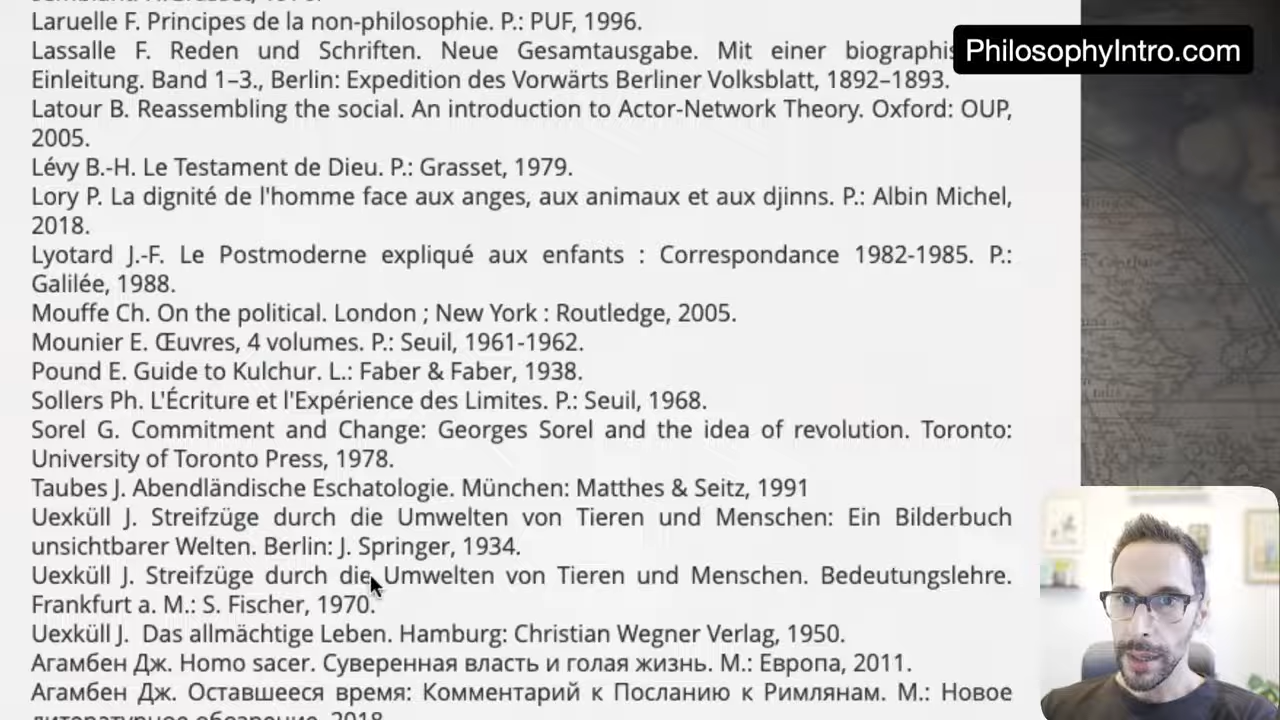 Laruelle F. Principes de la non-philosophie. P.: PUF, 1996.
PhilosophyIntro.com
Lassalle F. Reden und Schriften. Neue Gesamtausgabe. Mit einer
Einleitung. Band 1–3., Berlin: Expedition des Vorwärts Berliner Volksblatt, 1892–1893.
Latour B. Reassembling the social. An introduction to Actor-Network Theory. Oxford: OUP,
2005.
Lévy B.-H. Le Testament de Dieu. P.: Grasset, 1979.
Lory P. La dignité de l'homme face aux anges, aux animaux et aux djinns. P.: Albin Michel,
2018.
Lyotard J.-F. Le Postmoderne expliqué aux enfants : Correspondance 1982-1985. P.:
Galilée, 1988.
Mouffe Ch. On the political. London ; New York : Routledge, 2005.
Mounier E. Œuvres, 4 volumes. P.: Seuil, 1961-1962.
Pound E. Guide to Kulchur. L.: Faber & Faber, 1938.
Sollers Ph. L'Écriture et l'Expérience des Limites. P.: Seuil, 1968.
Sorel G. Commitment and Change: Georges Sorel and the idea of revolution. Toronto:
University of Toronto Press, 1978.
Taubes J. Abendländische Eschatologie. München: Matthes & Seitz, 1991
Uexküll J. Streifzüge durch die Umwelten von Tieren und Menschen: Ein Bilderbuch
unsichtbarer Welten. Berlin: J. Springer, 1934.
Uexküll J. Streifzüge durch die Umwelten von Tieren und Menschen. Bedeutungslehre.
Frankfurt a. M.: S. Fischer, 1970.
Uexküll J. Das allmächtige Leben. Hamburg: Christian Wegner Verlag, 1950.
Агамбен Дж. Homo sacer. Суверенная власть и голая жизнь. М.: Европа, 2011.
Агамбен Дж. Оставшееся время: Комментарий к Посланию к Римлянам. М.: Новое
литературное обозрение, 2018